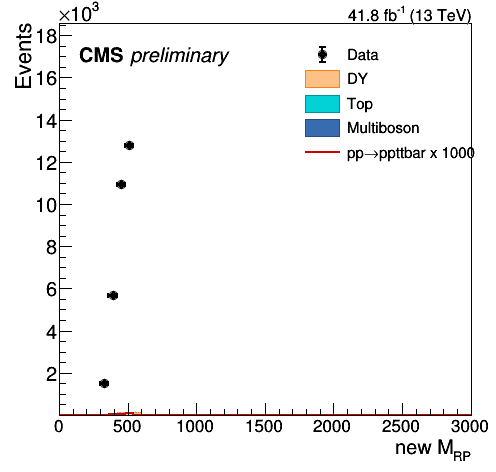 ×10³
41.8 fb⁻¹ (13 TeV)
Events
CMS preliminary
Data
DY
Top
Multiboson
pp→ppttbar x 1000
18
16
14
12
10
8
6
4
2
0 500 1000 1500 2000 2500 3000
new M_RP